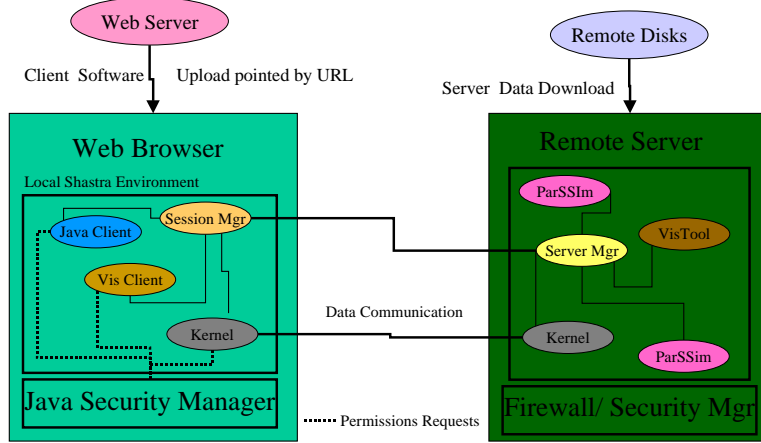 Web Server
Remote Disks
Client Software
Upload pointed by URL
Server Data Download
Web Browser
Remote Server
Local Shastra Environment
ParSSIm
Session Mgr
Java Client
VisTool
Server Mgr
Vis Client
Data Communication
Kernel
Kernel
ParSSim
Java Security Manager
Firewall/ Security Mgr
Permissions Requests